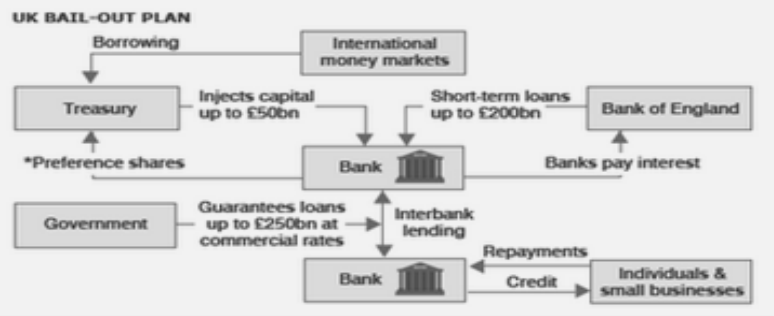 UK BAIL-OUT PLAN
Borrowing
International
money markets
Treasury
Injects capital
up to £50bn
Short-term loans
up to £200bn
Bank of England
*Preference shares
Bank
Banks pay interest
Government
Guarantees loans
up to £250bn at
commercial rates
Interbank
lending
Bank
Repayments
Credit
Individuals &
small businesses